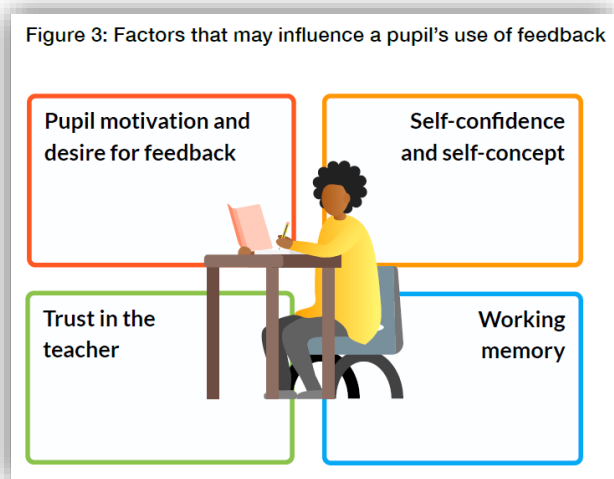 Figure 3: Factors that may influence a pupil’s use of feedback
Pupil motivation and
desire for feedback
Self-confidence
and self-concept
Trust in the
teacher
Working
memory